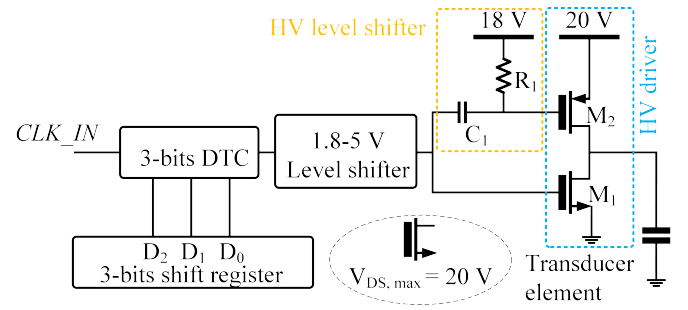 HV level shifter
18 V
20 V
R1
HV driver
M2
CLK_IN
C1
3-bits DTC
1.8-5 V
Level shifter
M1
D2 D1 D0
3-bits shift register
VDS, max = 20 V
Transducer
element